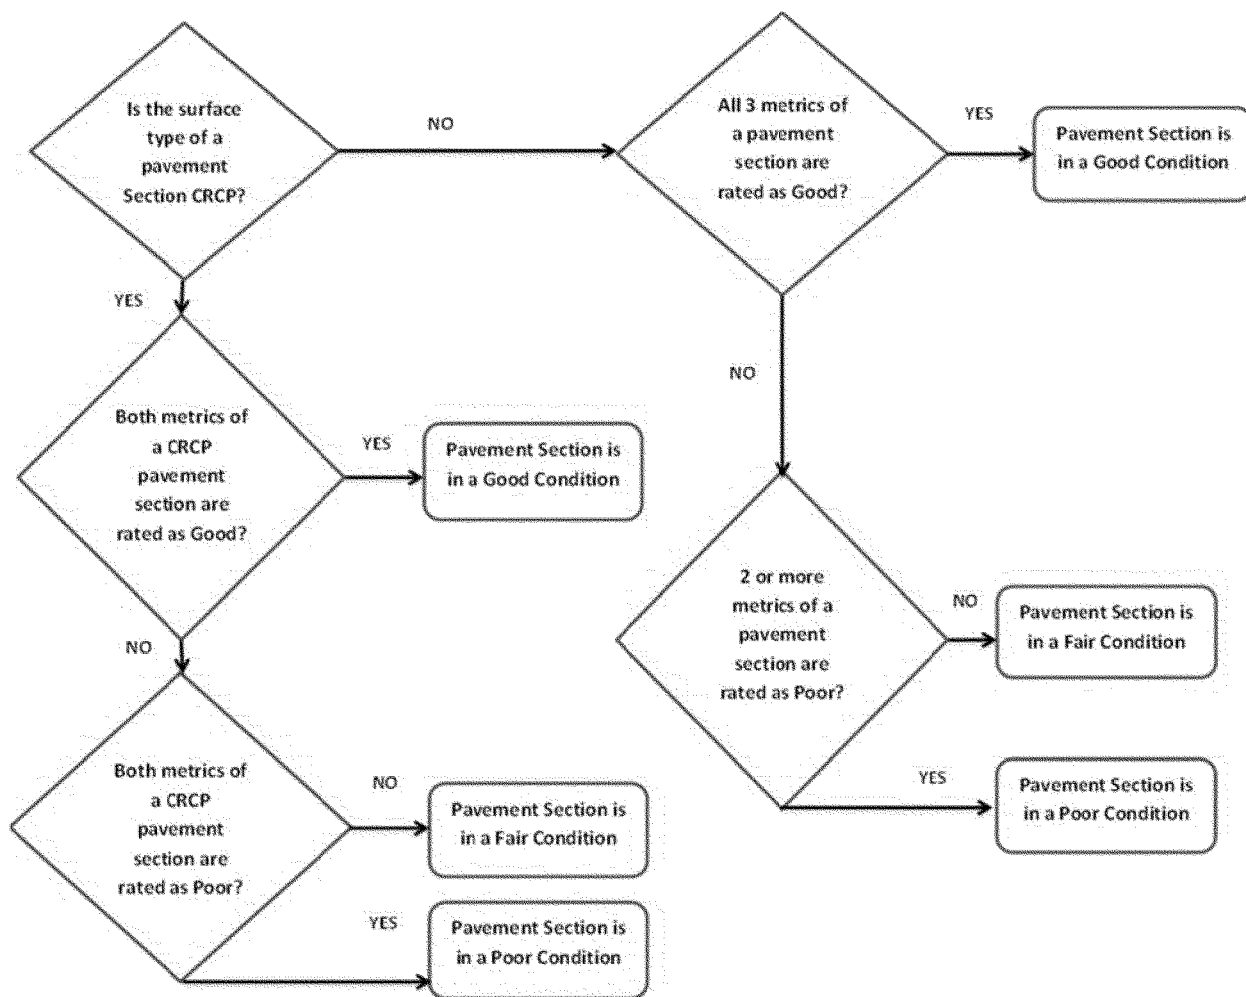 Is the surface
type of a
pavement
Section CRCP?
NO
All 3 metrics of
a pavement
section are
rated as Good?
YES
Pavement Section is
in a Good Condition
YES
NO
Both metrics of
a CRCP
pavement
section are
rated as Good?
YES
Pavement Section is
in a Good Condition
2 or more
metrics of a
pavement
section are
rated as Poor?
NO
Pavement Section is
in a Fair Condition
NO
YES
Pavement Section is
in a Poor Condition
Both metrics of
a CRCP
pavement
section are
rated as Poor?
NO
Pavement Section is
in a Fair Condition
YES
Pavement Section is
in a Poor Condition